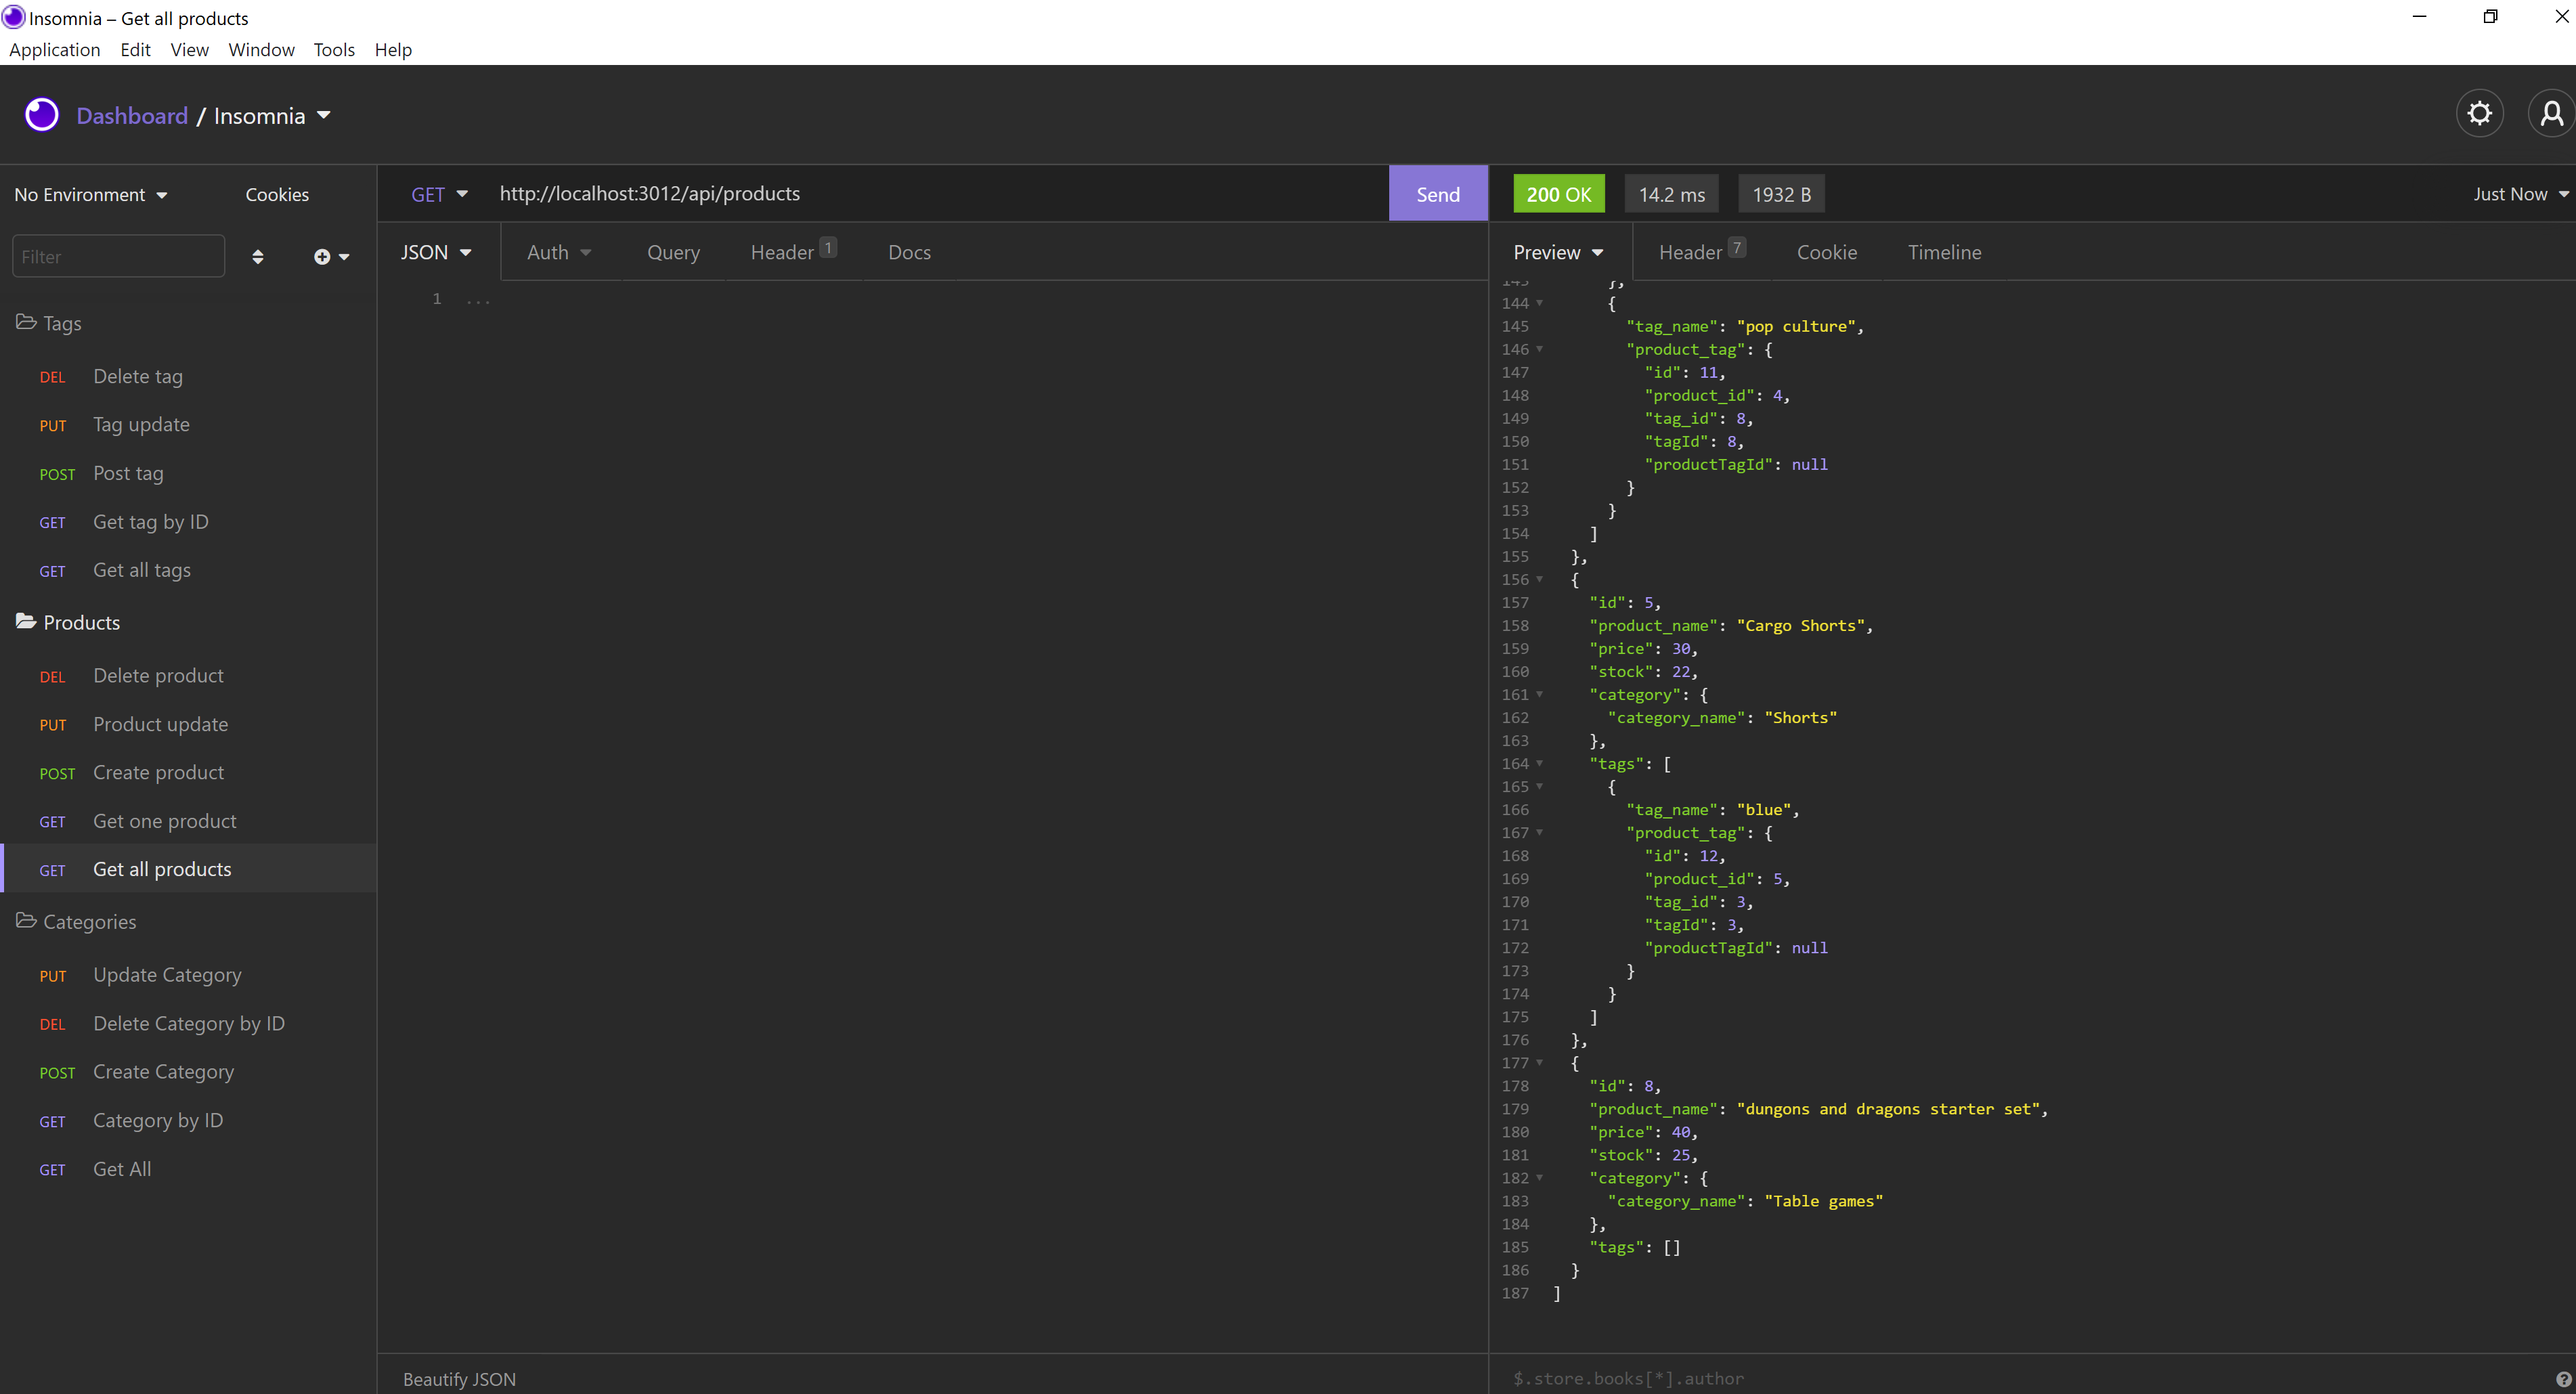 Insomnia – Get all products
Application Edit View Window Tools Help
Dashboard / Insomnia
No Environment Cookies
Filter
Tags
DEL Delete tag
PUT Tag update
POST Post tag
GET Get tag by ID
GET Get all tags
Products
DEL Delete product
PUT Product update
POST Create product
GET Get one product
GET Get all products
Categories
PUT Update Category
DEL Delete Category by ID
POST Create Category
GET Category by ID
GET Get All
GET http://localhost:3012/api/products Send
JSON Auth Query Header 1 Docs
1 ...
Beautify JSON
200 OK 14.2 ms 1932 B Just Now
Preview Header 7 Cookie Timeline
143 },
144 {
145 "tag_name": "pop culture",
146 "product_tag": {
147 "id": 11,
148 "product_id": 4,
149 "tag_id": 8,
150 "tagId": 8,
151 "productTagId": null
152 }
153 }
154 ]
155 },
156 {
157 "id": 5,
158 "product_name": "Cargo Shorts",
159 "price": 30,
160 "stock": 22,
161 "category": {
162 "category_name": "Shorts"
163 },
164 "tags": [
165 {
166 "tag_name": "blue",
167 "product_tag": {
168 "id": 12,
169 "product_id": 5,
170 "tag_id": 3,
171 "tagId": 3,
172 "productTagId": null
173 }
174 }
175 ]
176 },
177 {
178 "id": 8,
179 "product_name": "dungons and dragons starter set",
180 "price": 40,
181 "stock": 25,
182 "category": {
183 "category_name": "Table games"
184 },
185 "tags": []
186 }
187 ]
$.store.books[*].author